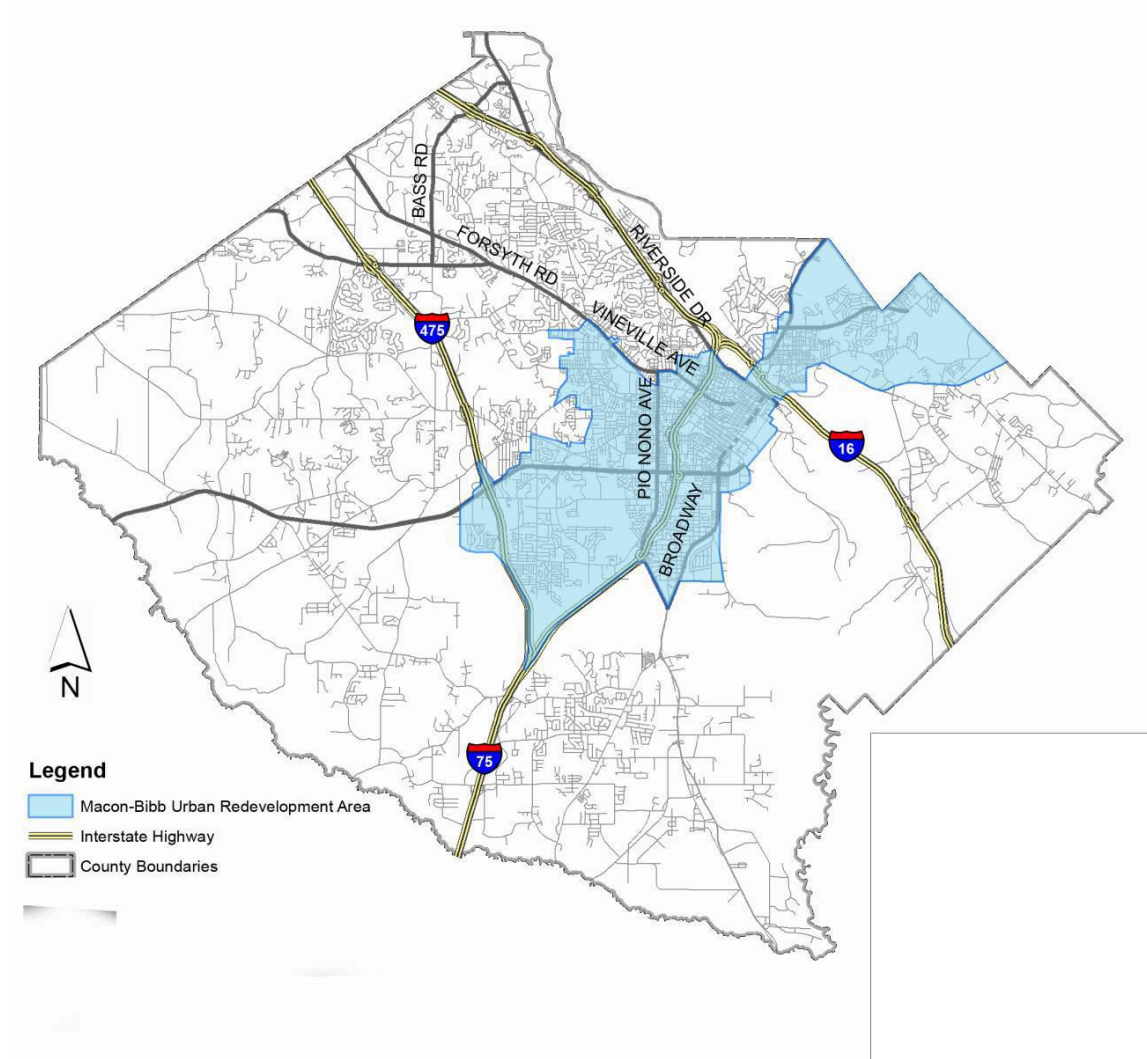 BASS RD
FORSYTH RD
RIVERSIDE DR
VINEVILLE AVE
475
PIO NONO AVE
16
BROADWAY
N
75
Legend
Macon-Bibb Urban Redevelopment Area
Interstate Highway
County Boundaries